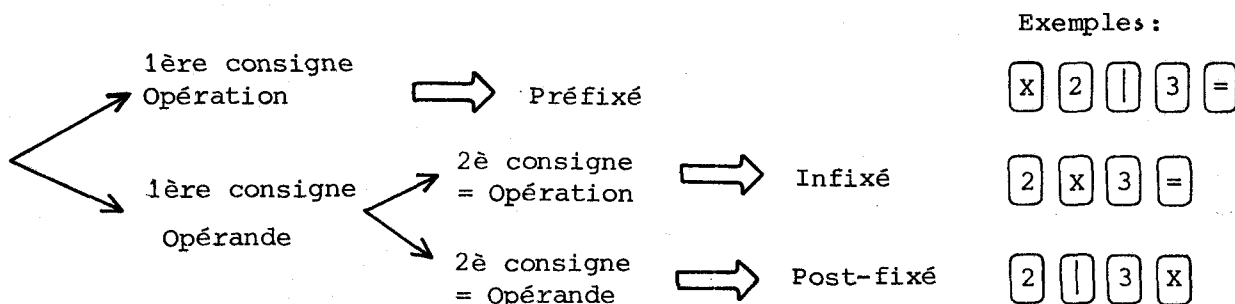 Exemples:
1ère consigne
Opération
Préfixé
X 2 | 3 =
1ère consigne
Opérande
2è consigne
= Opération
Infixé
2 X 3 =
2è consigne
= Opérande
Post-fixé
2 | 3 X